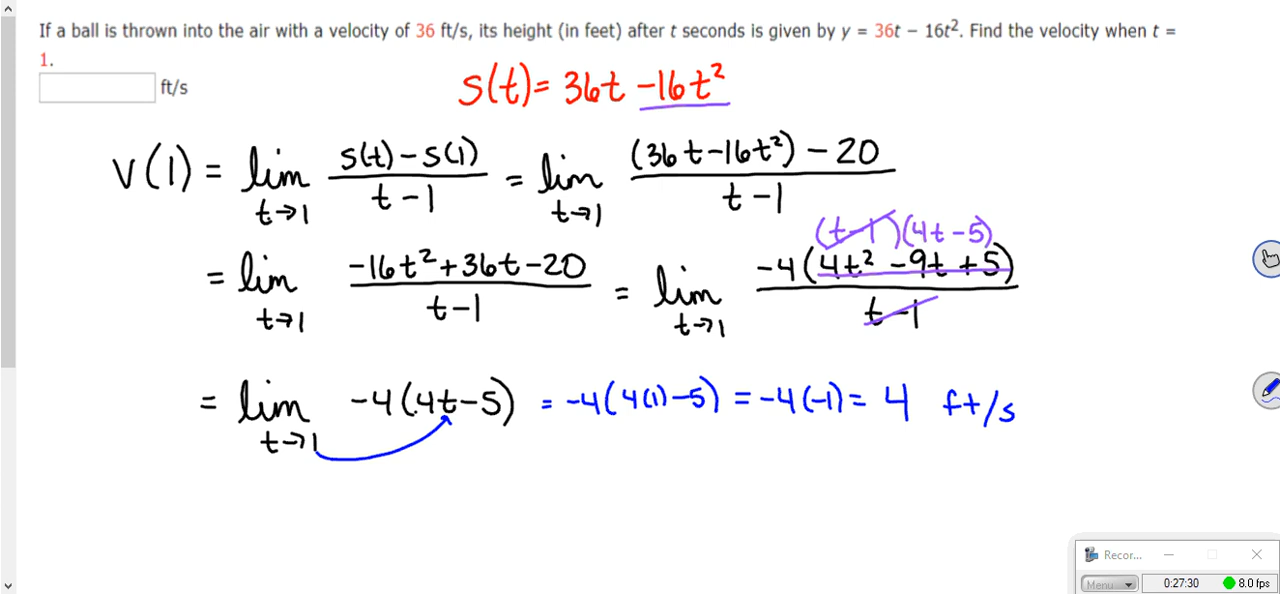 If a ball is thrown into the air with a velocity of 36 ft/s, its height (in feet) after t seconds is given by y = 36t − 16t². Find the velocity when t =
1.
ft/s
s(t) = 36t − 16t²
v(1) = lim t→1 (s(t) − s(1))/(t − 1) = lim t→1 ((36t − 16t²) − 20)/(t − 1)
(t − 1)(4t − 5)
= lim t→1 (−16t² + 36t − 20)/(t − 1) = lim t→1 −4(4t² − 9t + 5)/(t − 1)
= lim t→1 −4(4t − 5) = −4(4(1) − 5) = −4(−1) = 4 ft/s
Recor...
Menu 0:27:30 8.0 fps